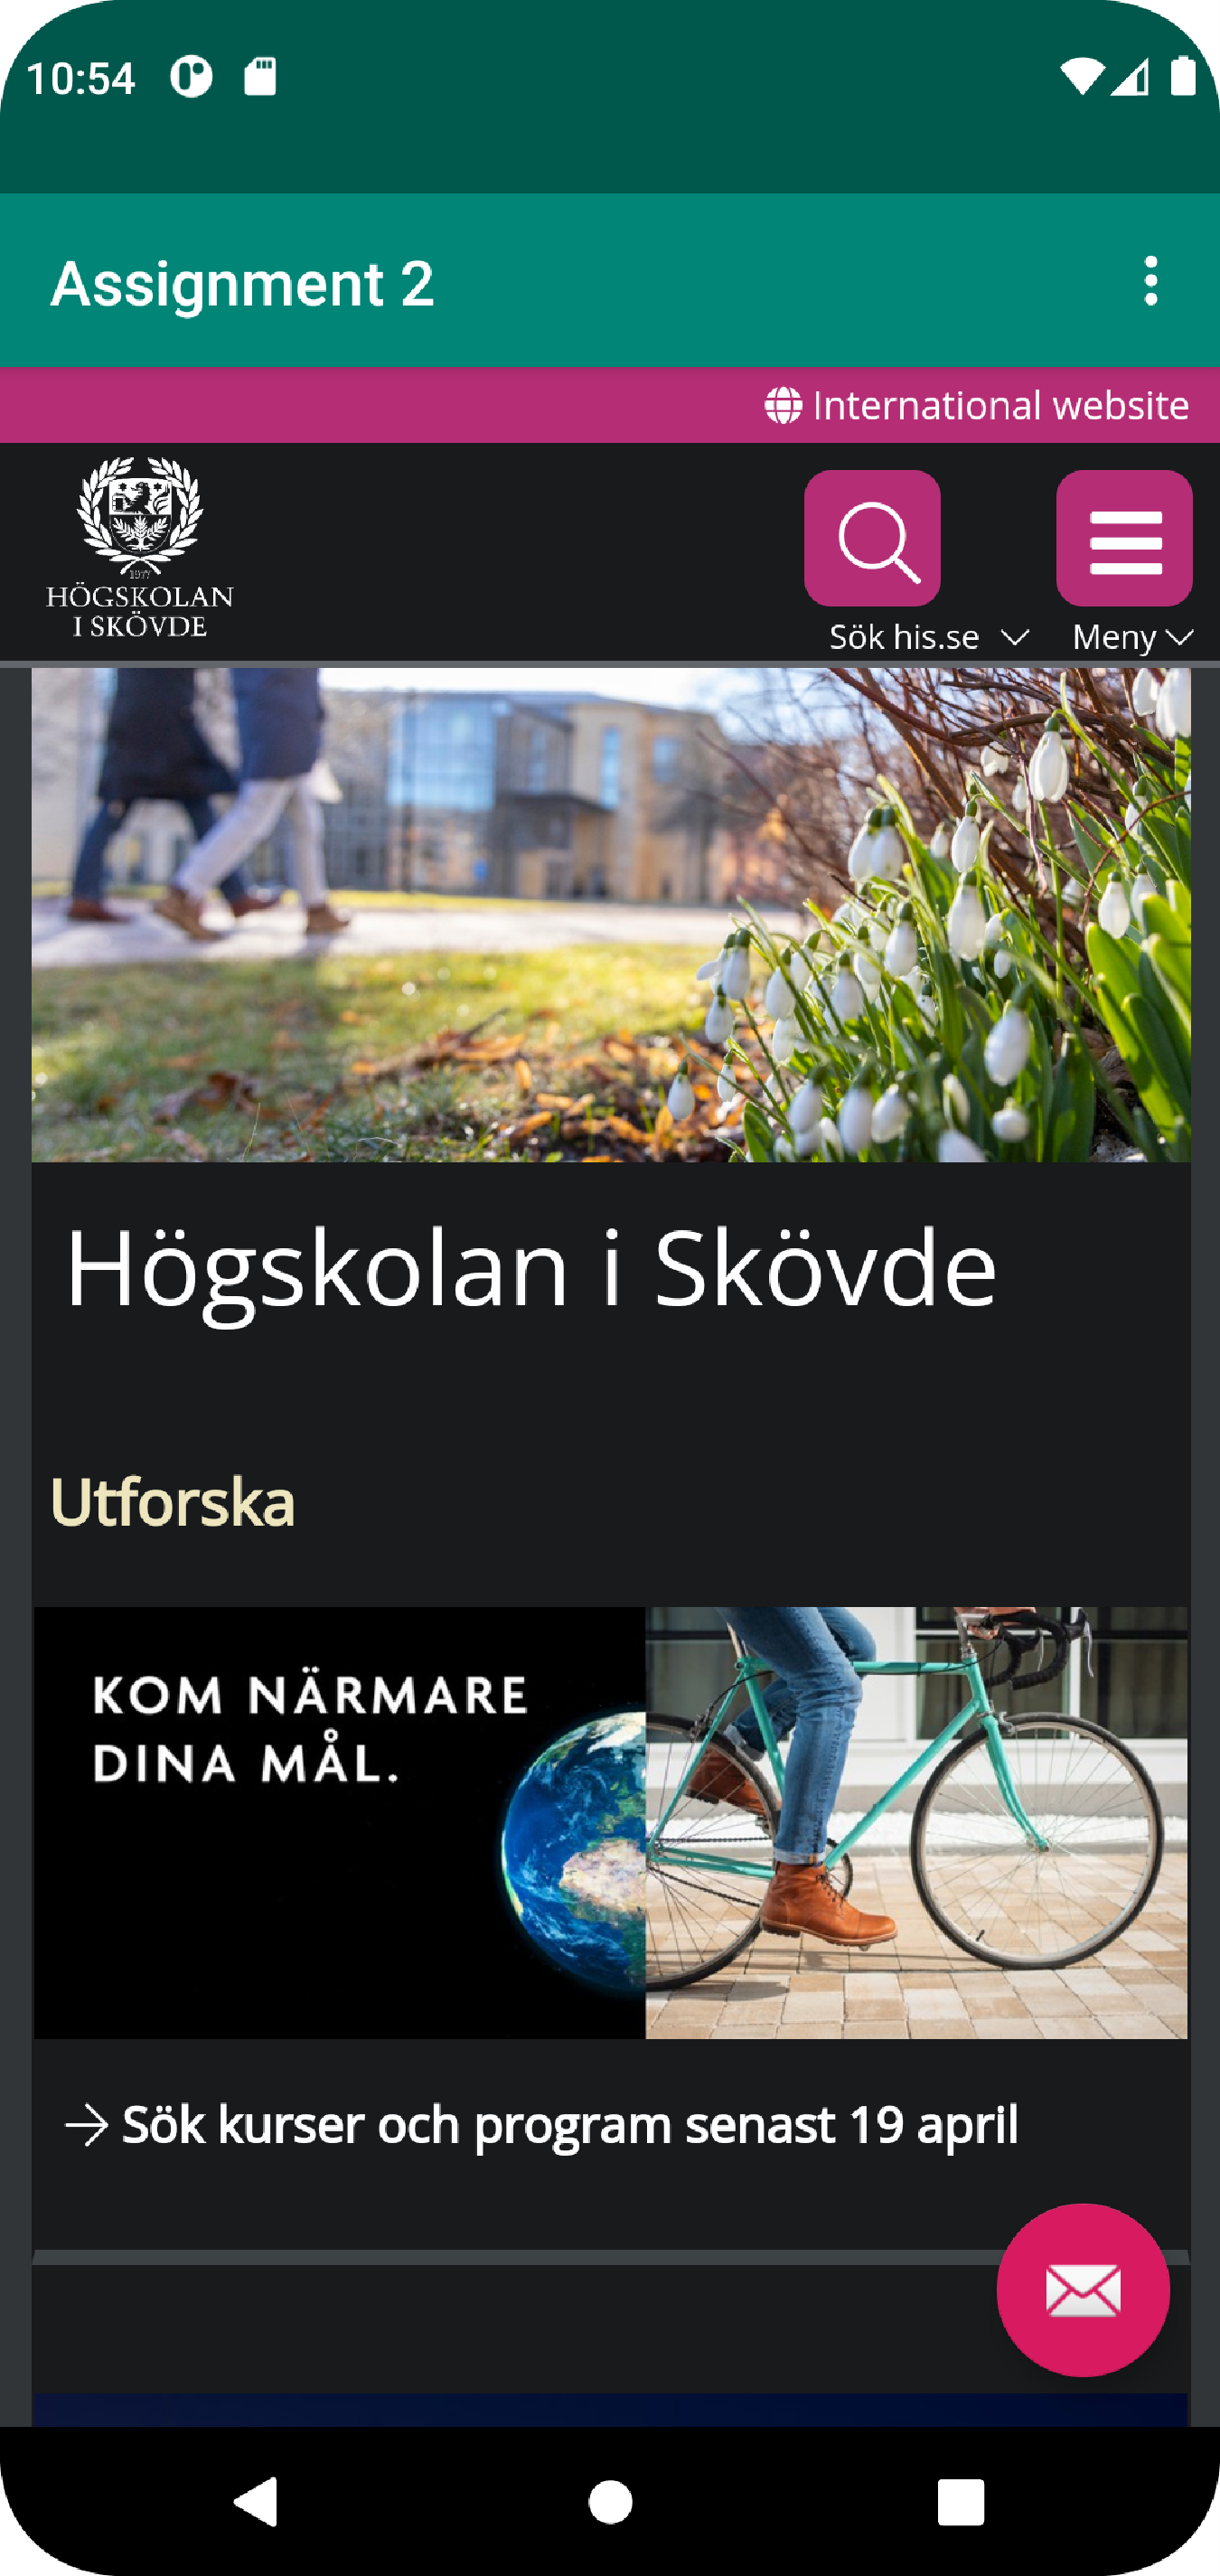 10:54
Assignment 2
International website
1977
HÖGSKOLAN
I SKÖVDE
Sök his.se
Meny
Högskolan i Skövde
Utforska
KOM NÄRMARE
DINA MÅL.
Sök kurser och program senast 19 april